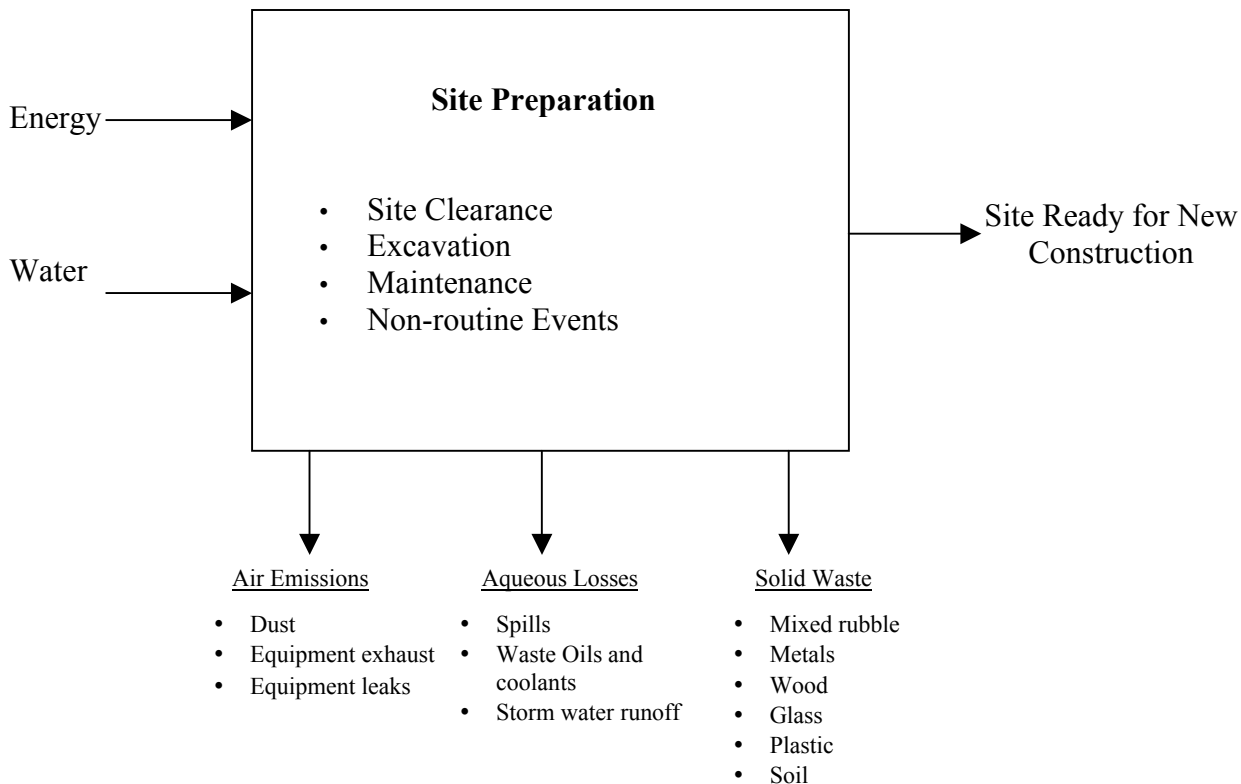 Energy
Water
Site Preparation
• Site Clearance
• Excavation
• Maintenance
• Non-routine Events
Site Ready for New
Construction
Air Emissions
• Dust
• Equipment exhaust
• Equipment leaks
Aqueous Losses
• Spills
• Waste Oils and
coolants
• Storm water runoff
Solid Waste
• Mixed rubble
• Metals
• Wood
• Glass
• Plastic
• Soil